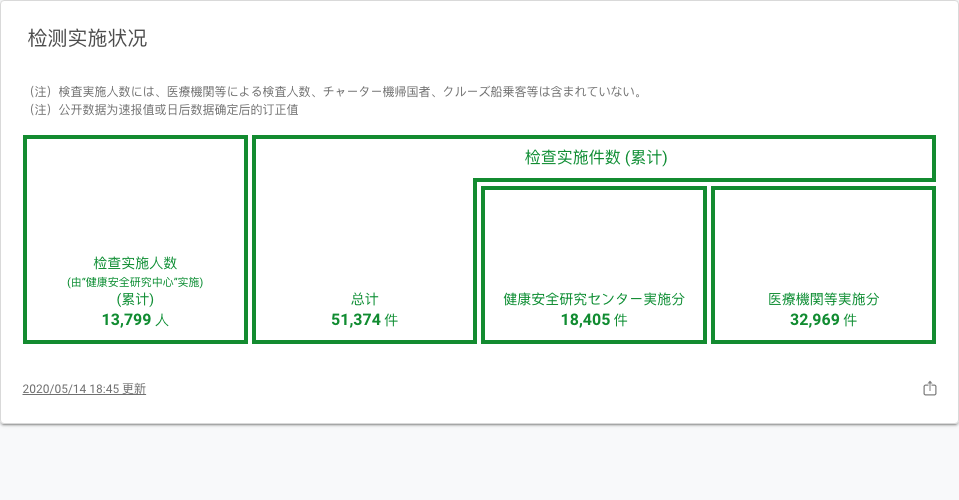 检测实施状况
（注）検査実施人数には、医療機関等による検査人数、チャーター機帰国者、クルーズ船乗客等は含まれていない。
（注）公开数据为速报值或日后数据确定后的订正值
检查实施件数 (累计)
检查实施人数
(由“健康安全研究中心”实施)
(累计)
13,799 人
总计
51,374 件
健康安全研究センター実施分
18,405 件
医療機関等実施分
32,969 件
2020/05/14 18:45 更新